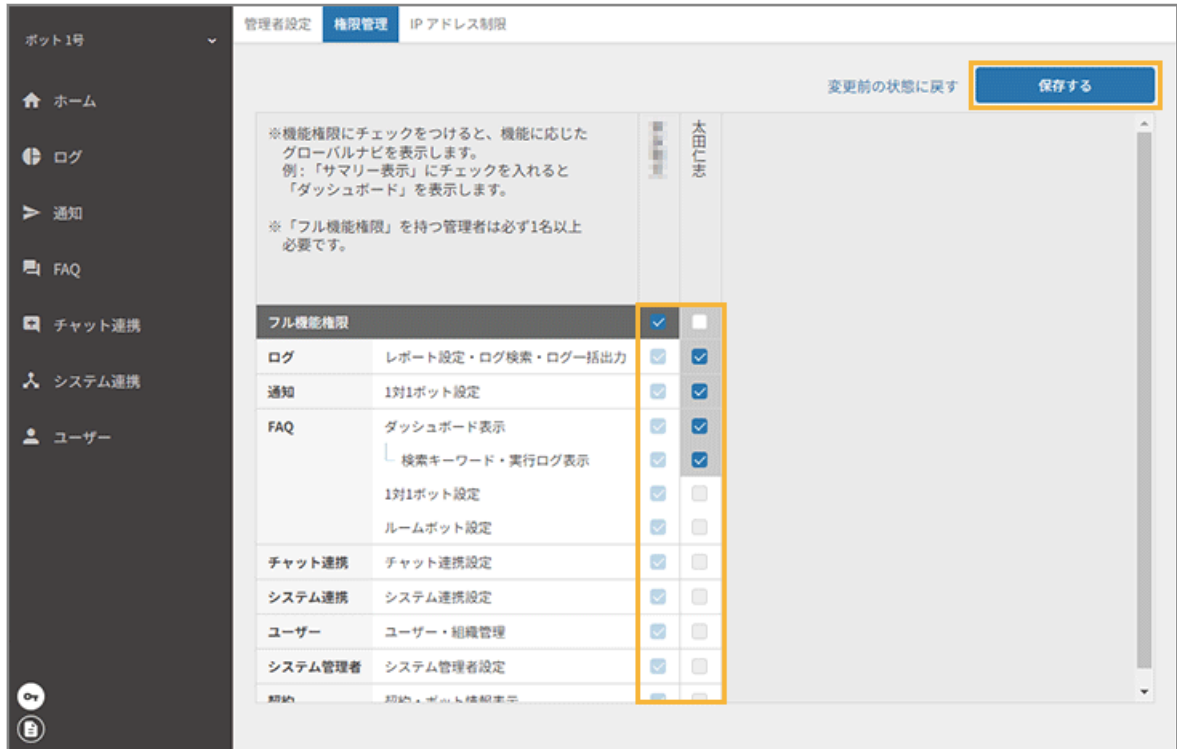 ボット1号
管理者設定 権限管理 IP アドレス制限
変更前の状態に戻す 保存する
ホーム
ログ
通知
FAQ
チャット連携
システム連携
ユーザー
※機能権限にチェックをつけると、機能に応じた
グローバルナビを表示します。
例：「サマリー表示」にチェックを入れると
「ダッシュボード」を表示します。
※「フル機能権限」を持つ管理者は必ず1名以上
必要です。
太田仁志
フル機能権限
ログ レポート設定・ログ検索・ログ一括出力
通知 1対1ボット設定
FAQ ダッシュボード表示
検索キーワード・実行ログ表示
1対1ボット設定
ルームボット設定
チャット連携 チャット連携設定
システム連携 システム連携設定
ユーザー ユーザー・組織管理
システム管理者 システム管理者設定
契約 契約・ボット情報表示